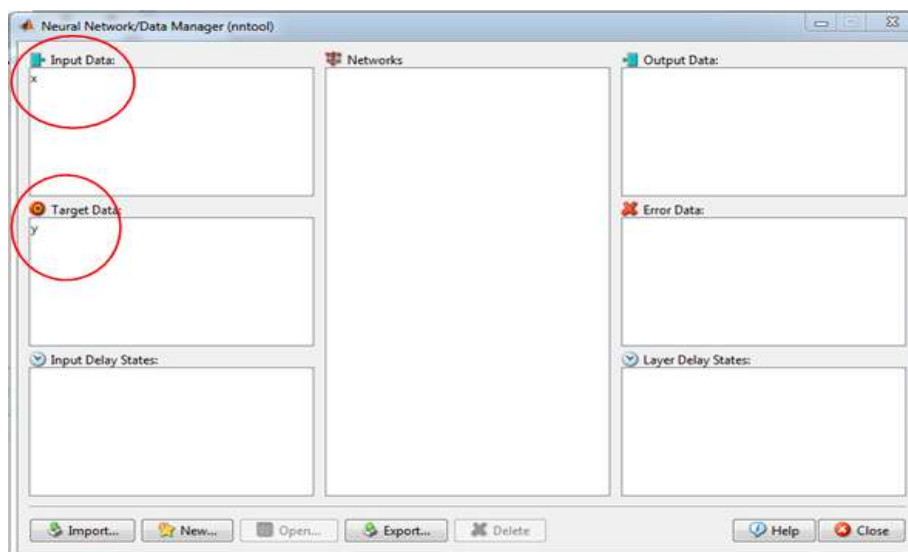 Neural Network/Data Manager (nntool)
Input Data:
x
Networks
Output Data:
Target Data:
y
Error Data:
Input Delay States:
Layer Delay States:
Import...
New...
Open...
Export...
Delete
Help
Close